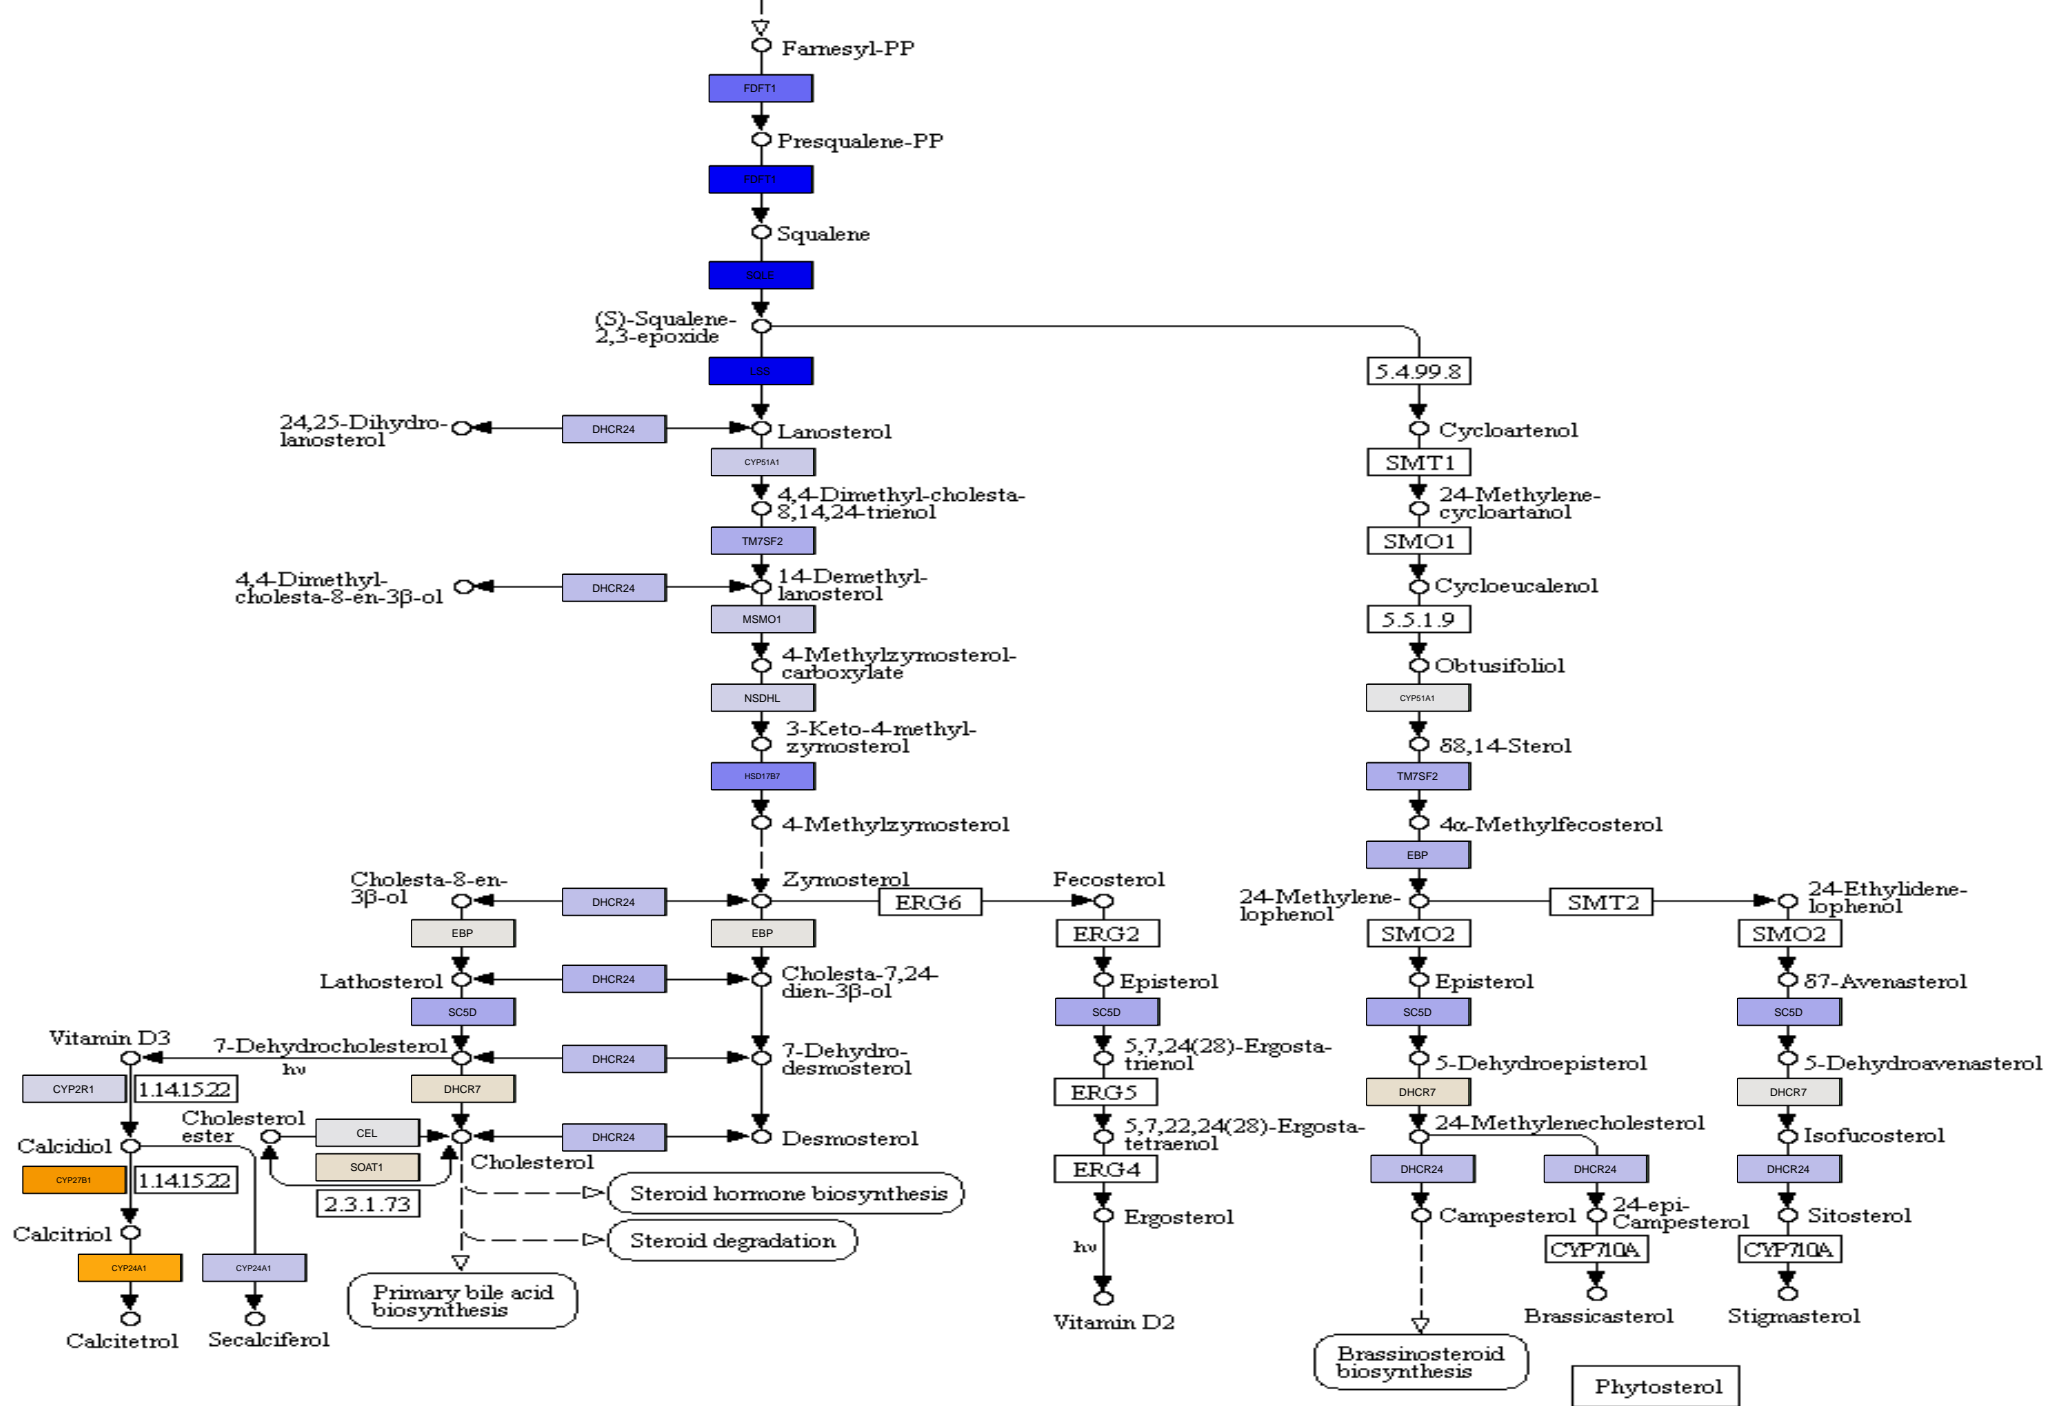 Farnesyl-PP
FDFT1
Presqualene-PP
FDFT1
Squalene
SQLE
(S)-Squalene-
2,3-epoxide
LSS
5.4.99.8
24,25-Dihydro-
lanosterol
DHCR24
Lanosterol
Cycloartenol
CYP51A1
SMT1
4,4-Dimethyl-cholesta-
8,14,24-trienol
24-Methylene-
cycloartanol
TM7SF2
SMO1
4,4-Dimethyl-
cholesta-8-en-3β-ol
DHCR24
14-Demethyl-
lanosterol
Cycloeucalenol
MSMO1
5.5.1.9
4-Methylzymosterol-
carboxylate
Obtusifoliol
NSDHL
CYP51A1
3-Keto-4-methyl-
zymosterol
δ8,14-Sterol
HSD17B7
TM7SF2
4-Methylzymosterol
4α-Methylfecosterol
EBP
Cholesta-8-en-
3β-ol
DHCR24
Zymosterol
ERG6
Fecosterol
24-Methylene-
lophenol
SMT2
24-Ethylidene-
lophenol
EBP
EBP
ERG2
SMO2
SMO2
Lathosterol
DHCR24
Cholesta-7,24-
dien-3β-ol
Episterol
Episterol
δ7-Avenasterol
SC5D
SC5D
SC5D
SC5D
Vitamin D3
7-Dehydrocholesterol
hν
DHCR24
7-Dehydro-
desmosterol
5,7,24(28)-Ergosta-
trienol
5-Dehydroepisterol
5-Dehydroavenasterol
CYP2R1
1.14.15.22
DHCR7
ERG5
DHCR7
DHCR7
Calcidiol
Cholesterol
ester
CEL
DHCR24
Desmosterol
5,7,22,24(28)-Ergosta-
tetraenol
24-Methylenecholesterol
Isofucosterol
SOAT1
Cholesterol
CYP27B1
1.14.15.22
2.3.1.73
ERG4
DHCR24
DHCR24
DHCR24
Steroid hormone biosynthesis
Calcitriol
Steroid degradation
Ergosterol
Campesterol
24-epi-
Campesterol
Sitosterol
hν
CYP24A1
CYP24A1
CYP710A
CYP710A
Primary bile acid
biosynthesis
Calcitetrol
Secalciferol
Vitamin D2
Brassicasterol
Stigmasterol
Brassinosteroid
biosynthesis
Phytosterol